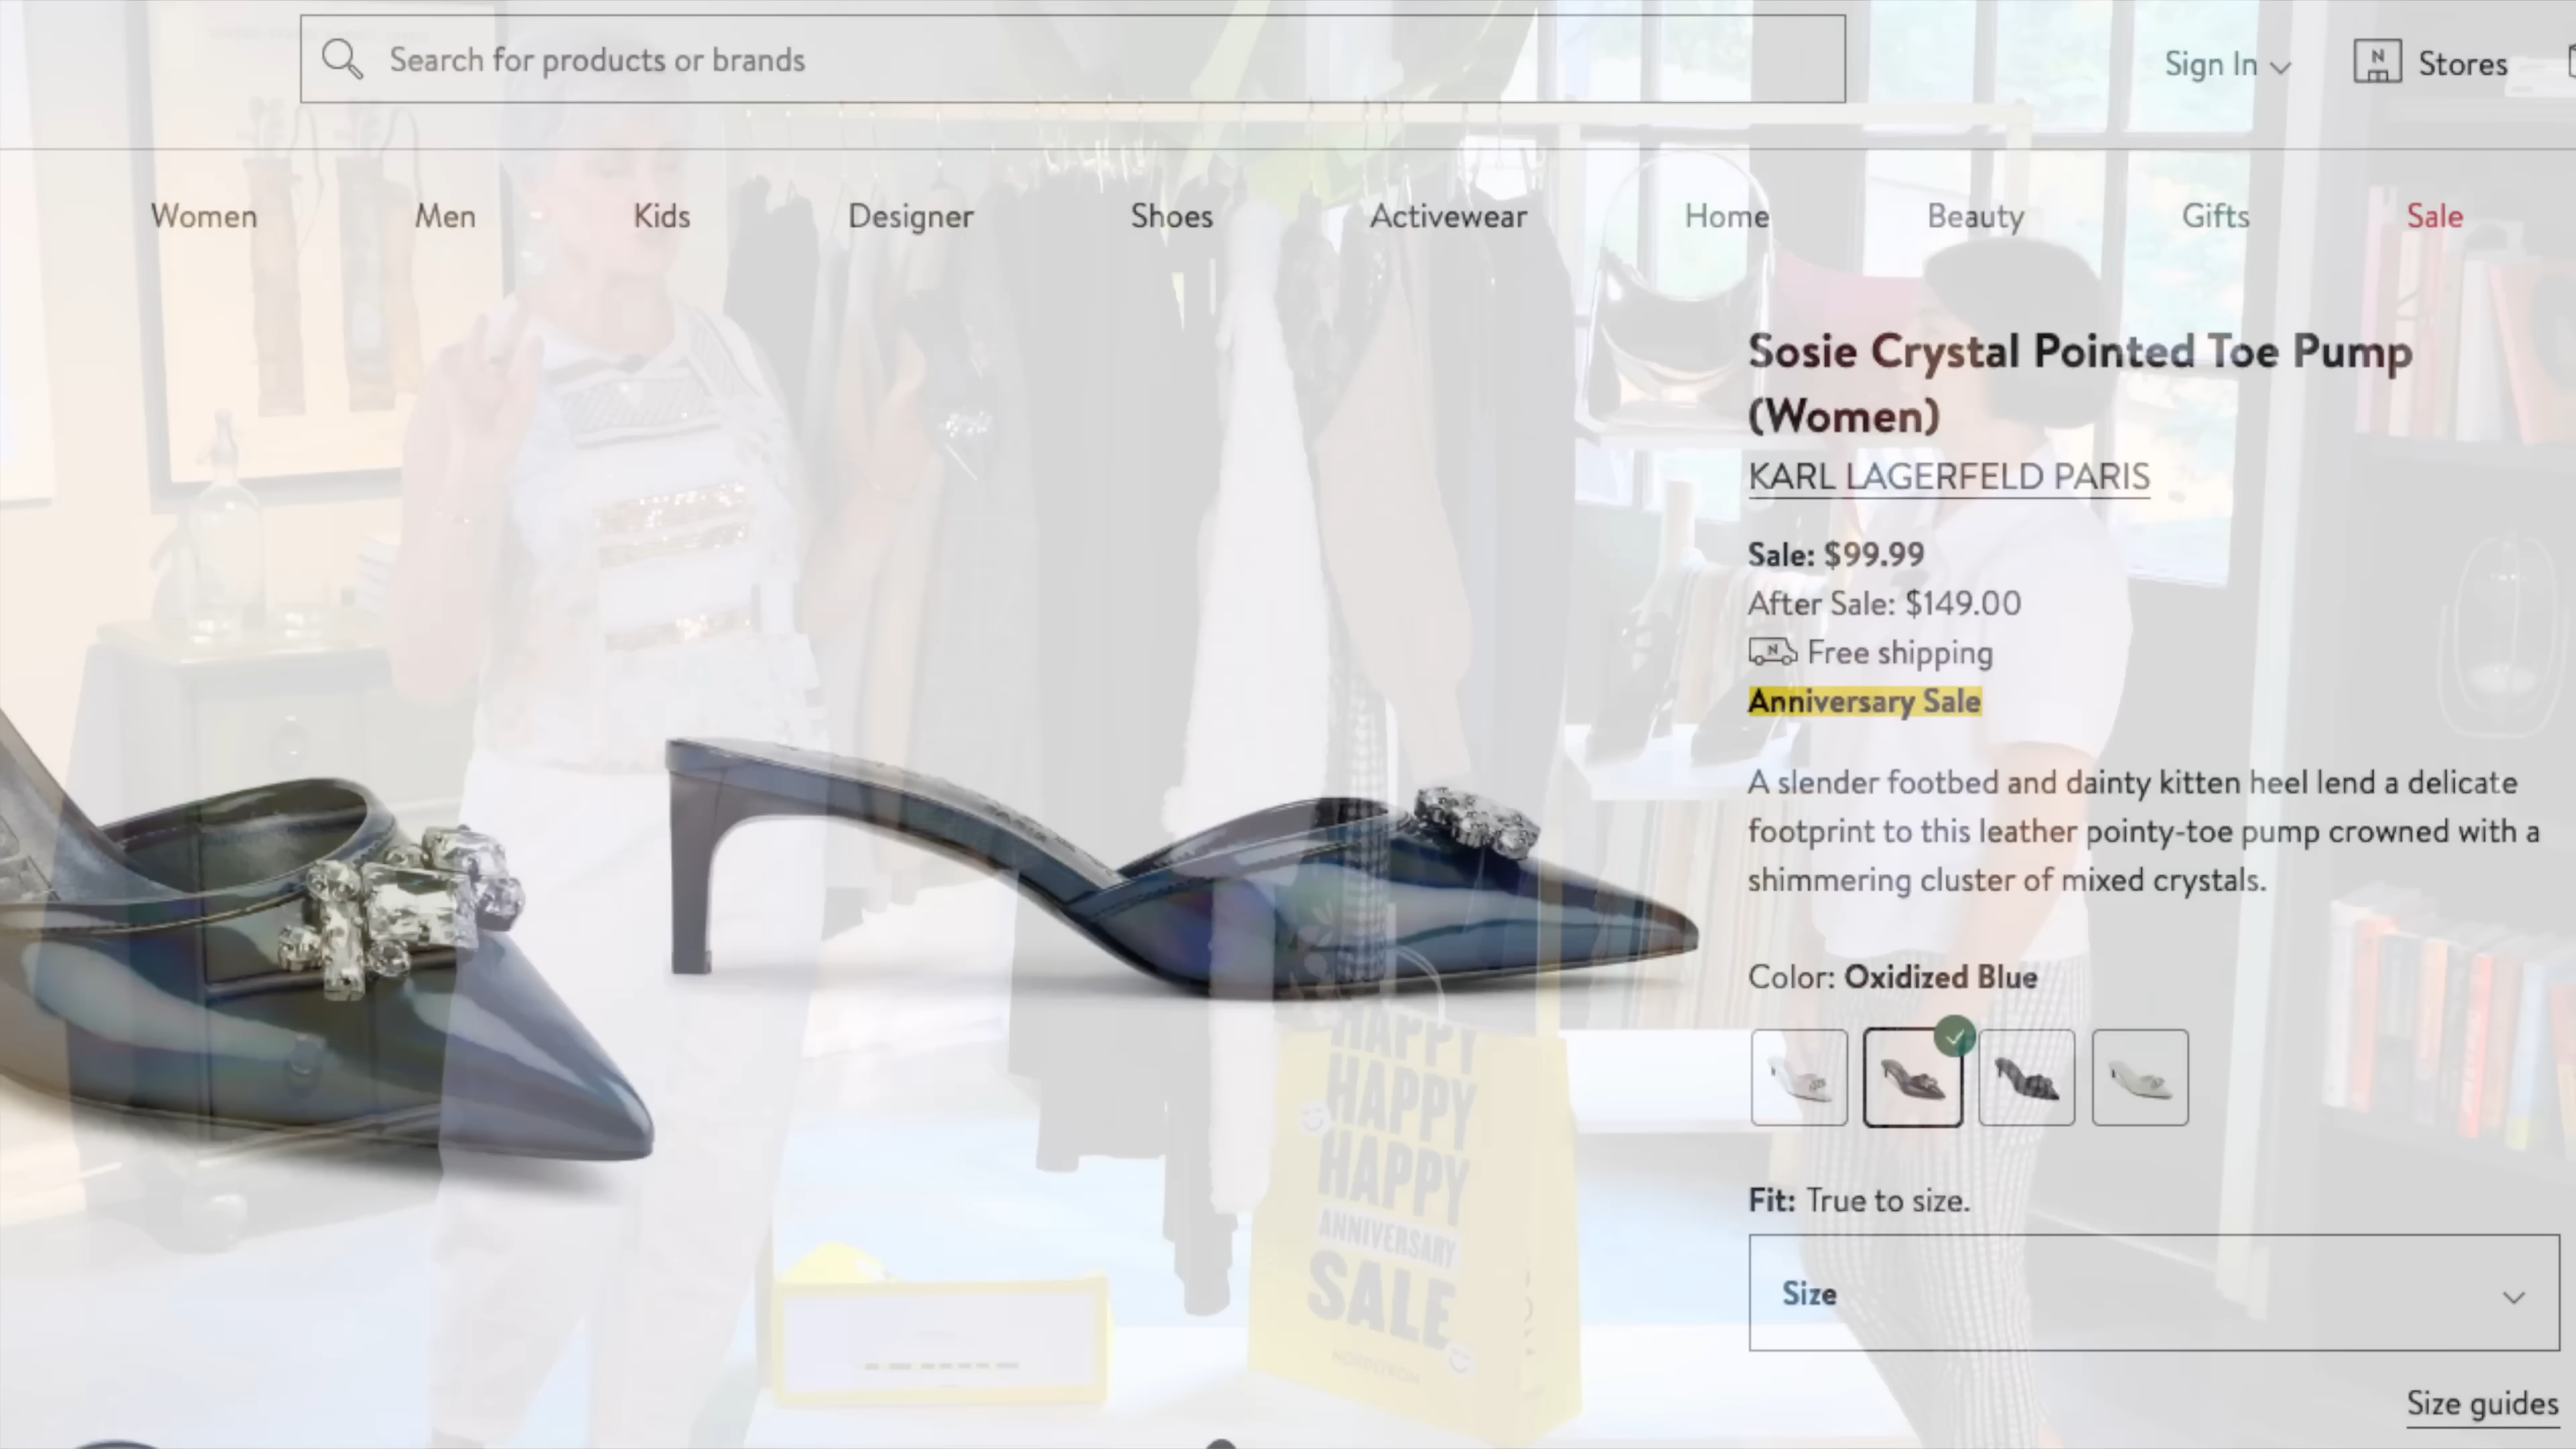 Search for products or brands
Sign In
N
Stores
Women
Men
Kids
Designer
Shoes
Activewear
Home
Beauty
Gifts
Sale
Sosie Crystal Pointed Toe Pump
(Women)
KARL LAGERFELD PARIS
Sale: $99.99
After Sale: $149.00
N
Free shipping
Anniversary Sale
A slender footbed and dainty kitten heel lend a delicate
footprint to this leather pointy-toe pump crowned with a
shimmering cluster of mixed crystals.
Color: Oxidized Blue
Fit: True to size.
Size
Size guides
HAPPY
HAPPY
HAPPY
ANNIVERSARY
SALE
NORDSTROM